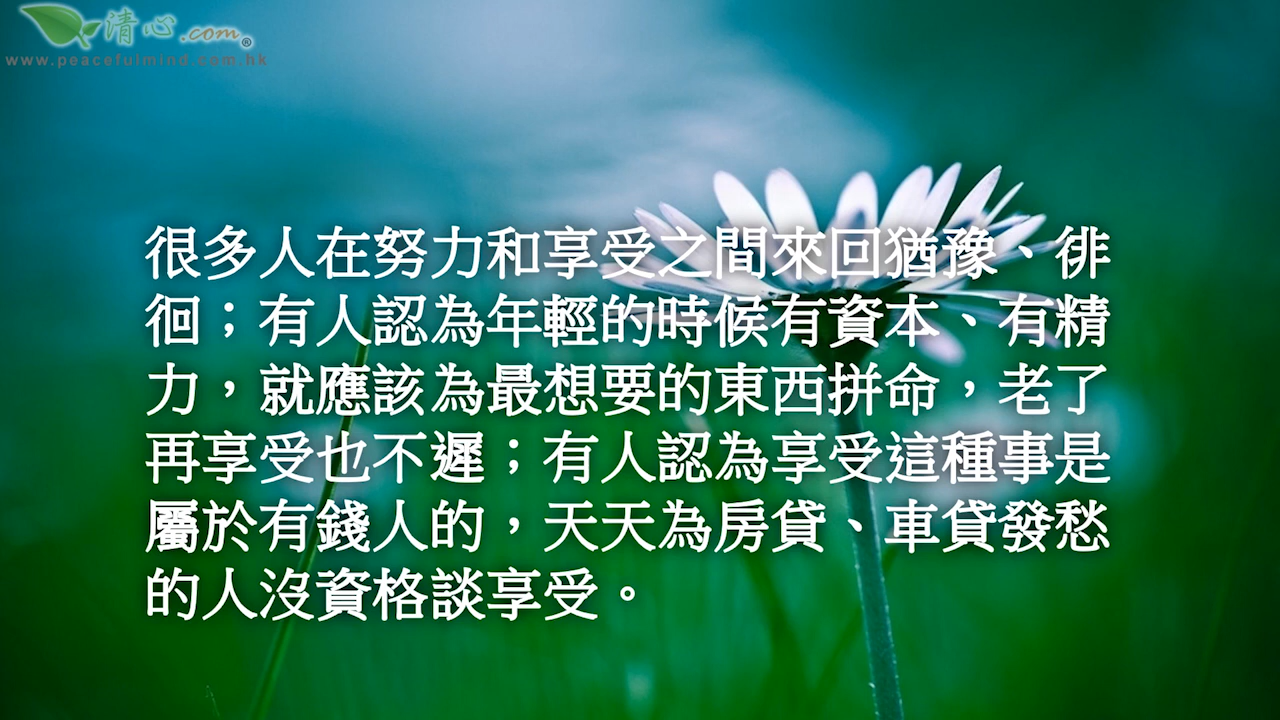 清心.com®
www.peacefulmind.com.hk
很多人在努力和享受之間來回猶豫、徘
徊；有人認為年輕的時候有資本、有精
力，就應該為最想要的東西拼命，老了
再享受也不遲；有人認為享受這種事是
屬於有錢人的，天天為房貸、車貸發愁
的人沒資格談享受。